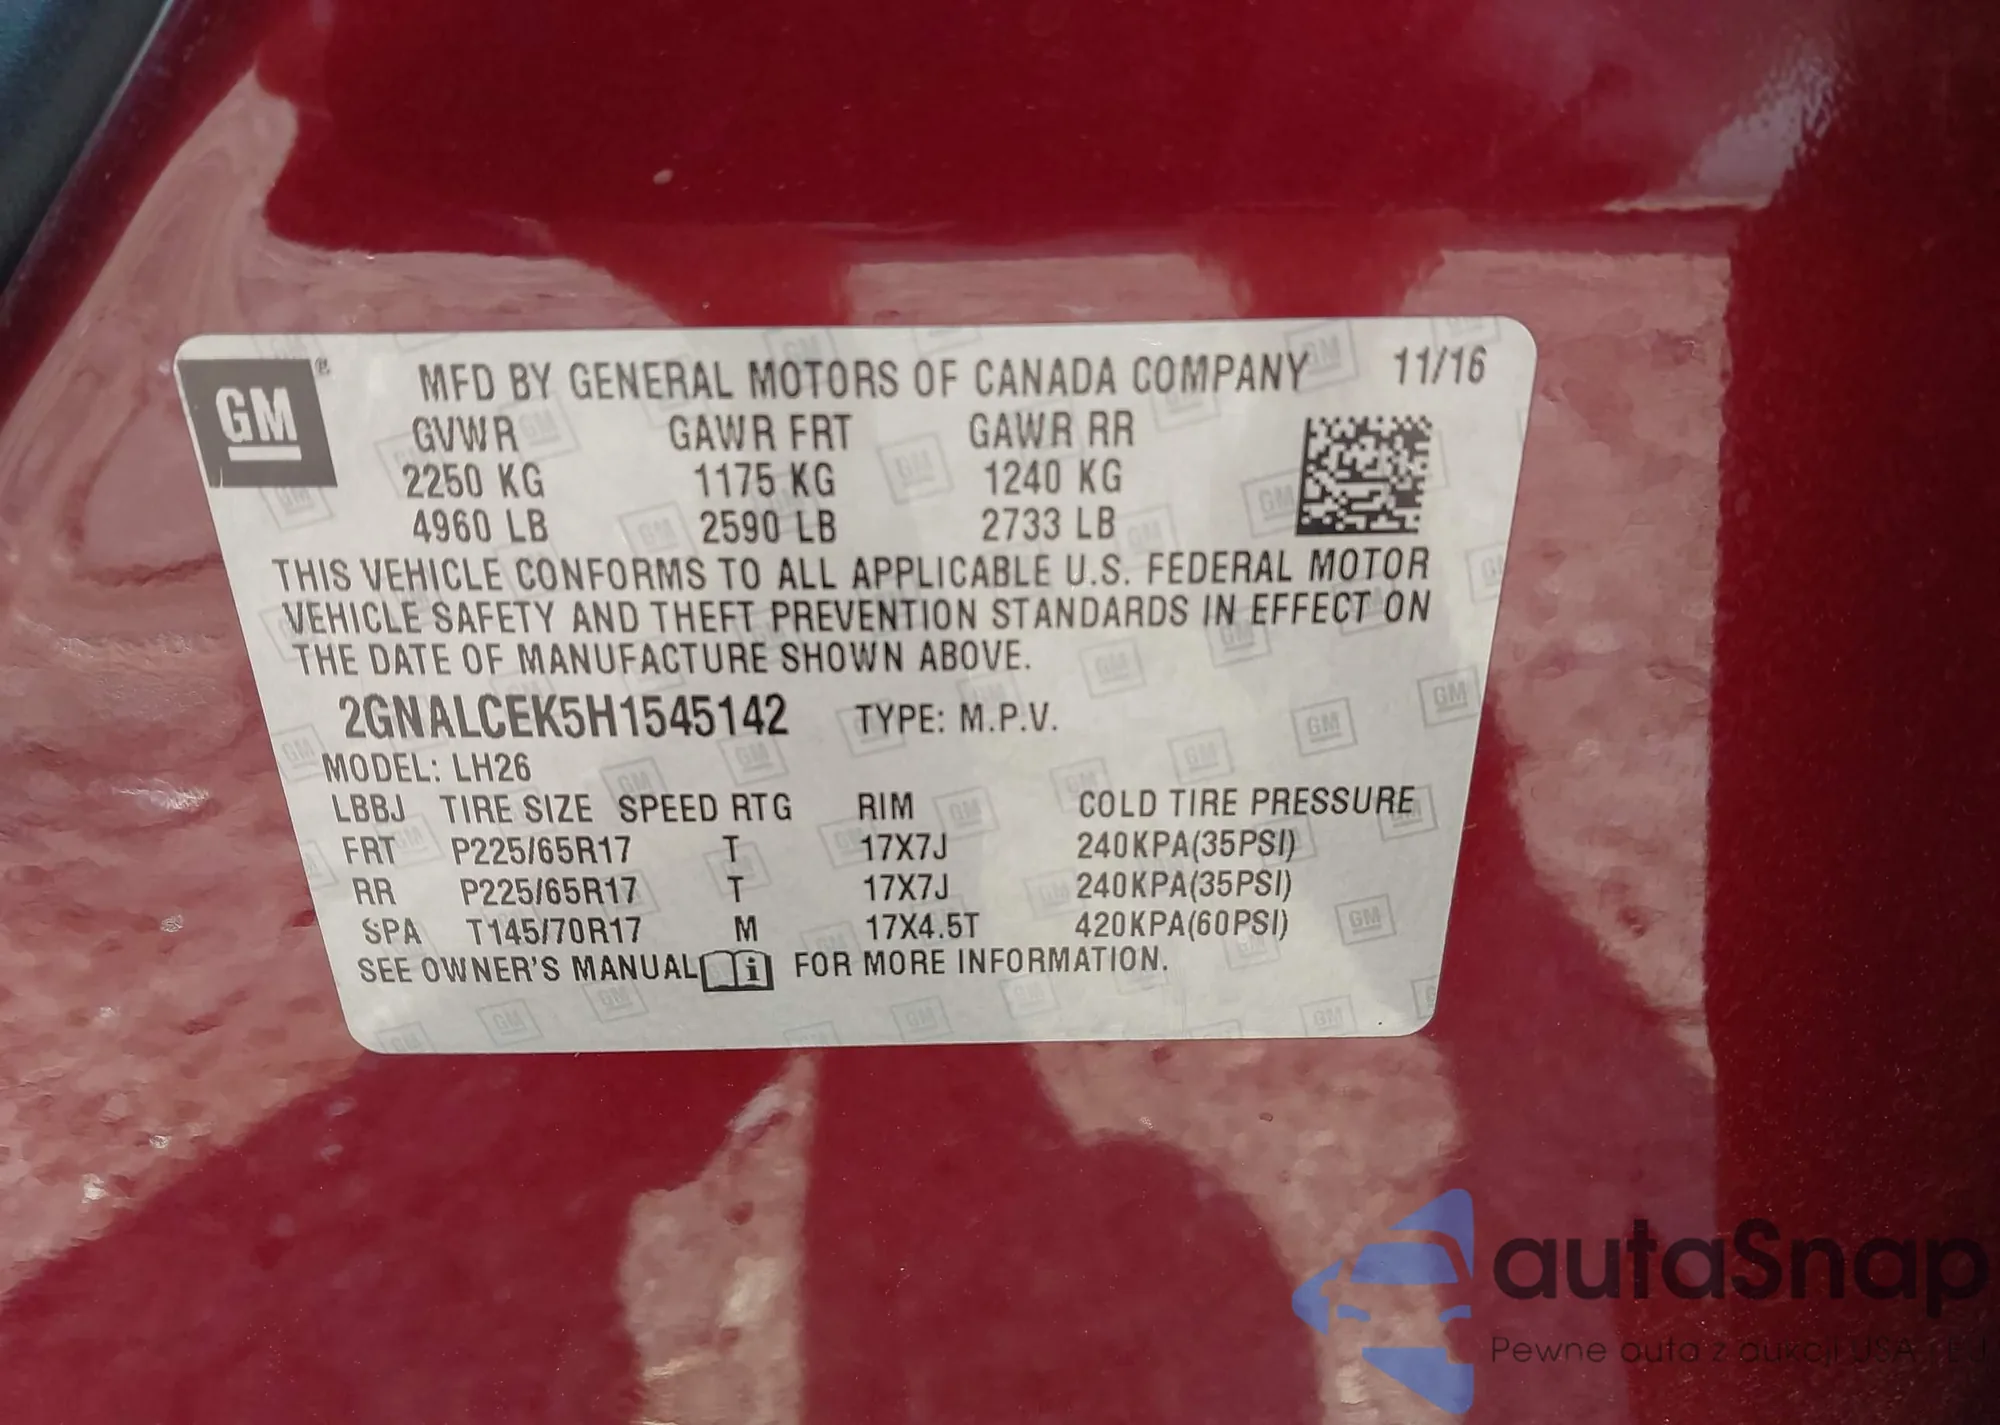 GM® MFD BY GENERAL MOTORS OF CANADA COMPANY 11/16
GVWR GAWR FRT GAWR RR
2250 KG 1175 KG 1240 KG
4960 LB 2590 LB 2733 LB
THIS VEHICLE CONFORMS TO ALL APPLICABLE U.S. FEDERAL MOTOR
VEHICLE SAFETY AND THEFT PREVENTION STANDARDS IN EFFECT ON
THE DATE OF MANUFACTURE SHOWN ABOVE.
2GNALCEK5H1545142 TYPE: M.P.V.
MODEL: LH26
LBBJ TIRE SIZE SPEED RTG RIM COLD TIRE PRESSURE
FRT P225/65R17 T 17X7J 240KPA(35PSI)
RR P225/65R17 T 17X7J 240KPA(35PSI)
SPA T145/70R17 M 17X4.5T 420KPA(60PSI)
SEE OWNER'S MANUAL i FOR MORE INFORMATION.
autaSnap
Pewne auta z aukcji USA